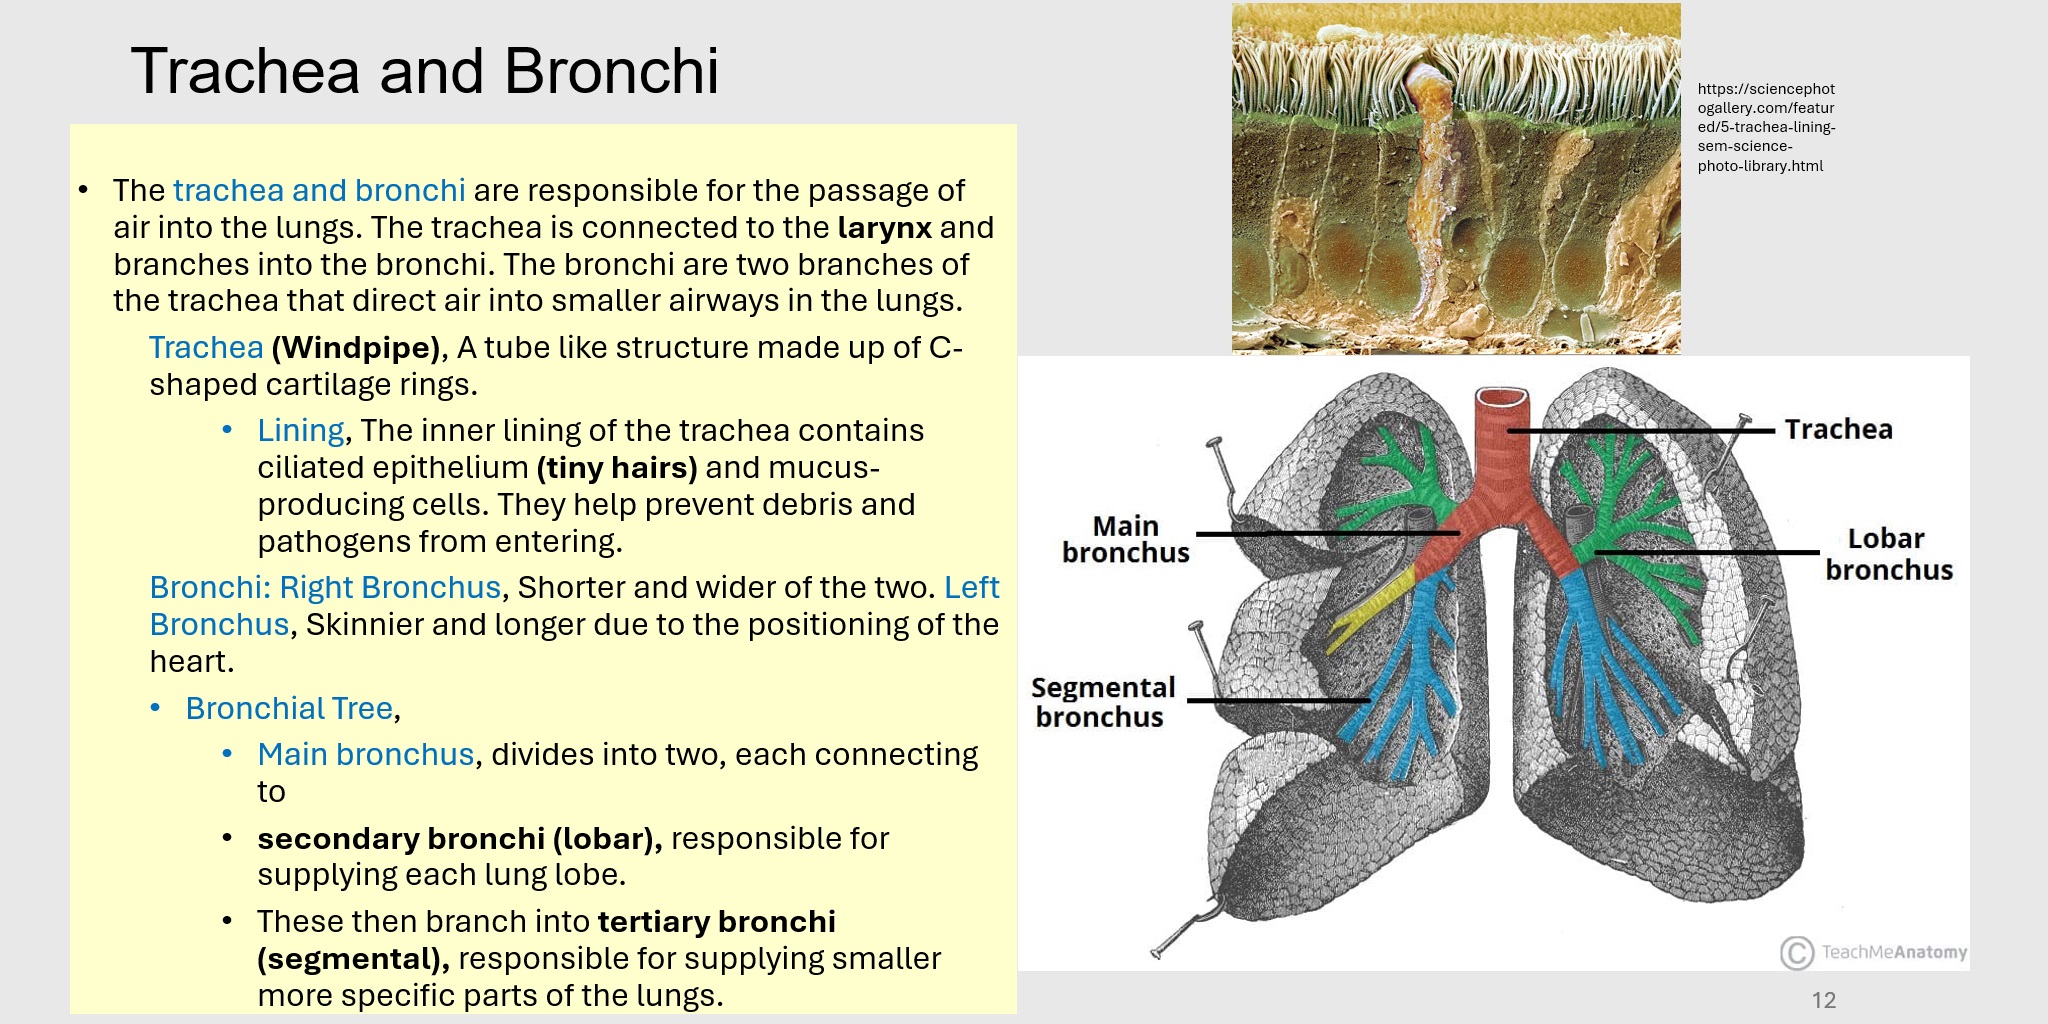 Trachea and Bronchi
• The trachea and bronchi are responsible for the passage of
air into the lungs. The trachea is connected to the larynx and
branches into the bronchi. The bronchi are two branches of
the trachea that direct air into smaller airways in the lungs.
Trachea (Windpipe), A tube like structure made up of C-
shaped cartilage rings.
• Lining, The inner lining of the trachea contains
ciliated epithelium (tiny hairs) and mucus-
producing cells. They help prevent debris and
pathogens from entering.
Bronchi: Right Bronchus, Shorter and wider of the two. Left
Bronchus, Skinnier and longer due to the positioning of the
heart.
• Bronchial Tree,
• Main bronchus, divides into two, each connecting
to
• secondary bronchi (lobar), responsible for
supplying each lung lobe.
• These then branch into tertiary bronchi
(segmental), responsible for supplying smaller
more specific parts of the lungs.
https://sciencephot
ogallery.com/featur
ed/5-trachea-lining-
sem-science-
photo-library.html
Trachea
Main
bronchus
Lobar
bronchus
Segmental
bronchus
© TeachMeAnatomy
12